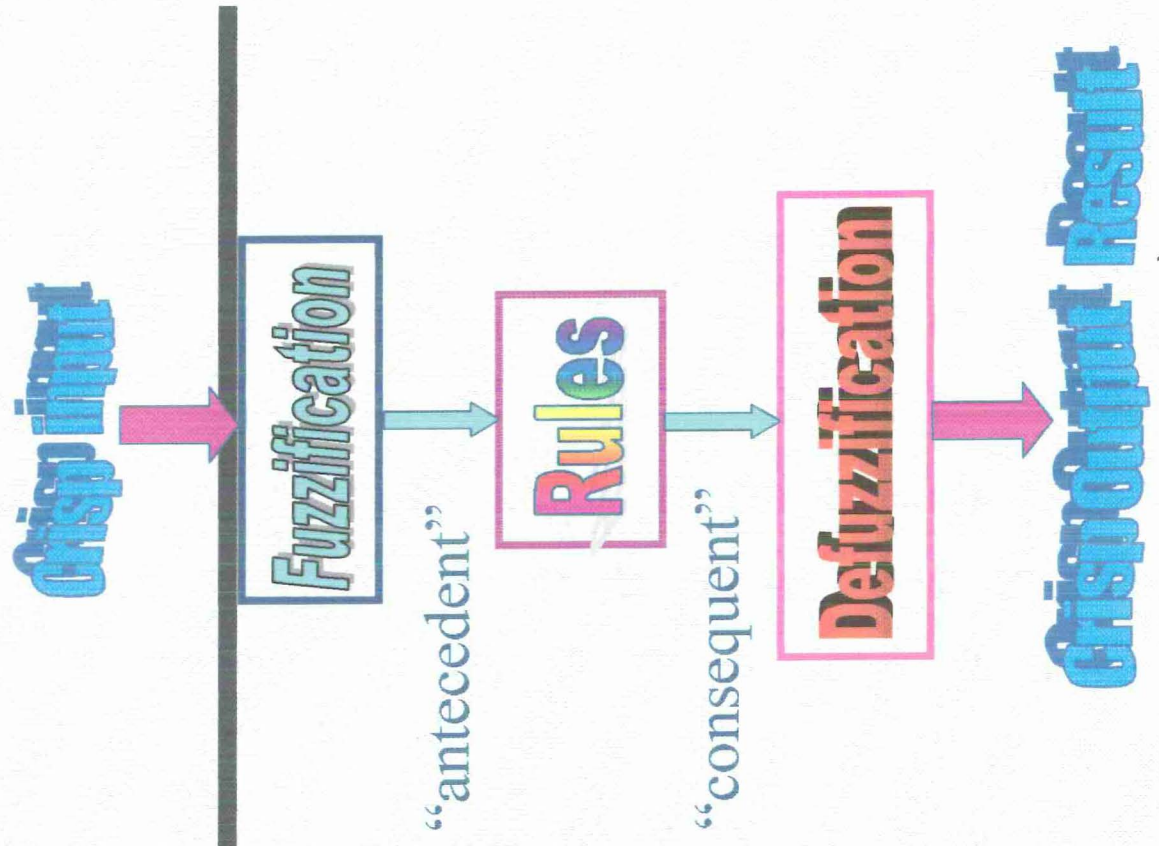 Crisp input
Fuzzification
“antecedent”
Rules
“consequent”
Defuzzification
Crisp Output Result